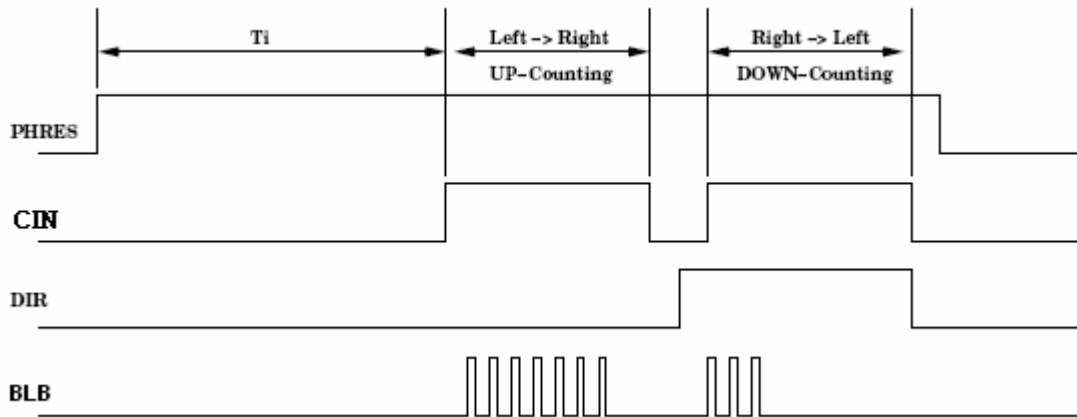 Ti
Left -> Right
Right -> Left
UP-Counting
DOWN-Counting
PHRES
CIN
DIR
BLB